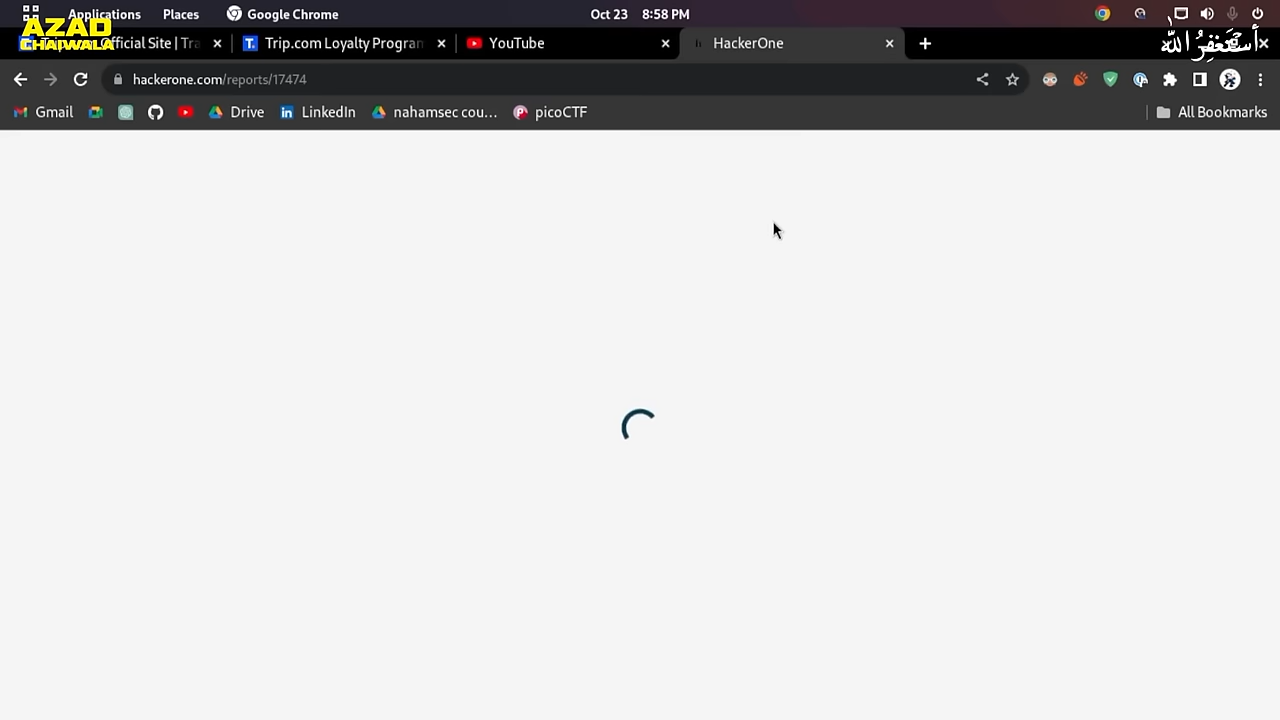 Applications Places Google Chrome Oct 23 8:58 PM
AZAD
CHAIWALA
Official Site | Tra Trip.com Loyalty Program YouTube HackerOne
أستغفر الله
hackerone.com/reports/17474
Gmail Drive LinkedIn nahamsec cou... picoCTF All Bookmarks